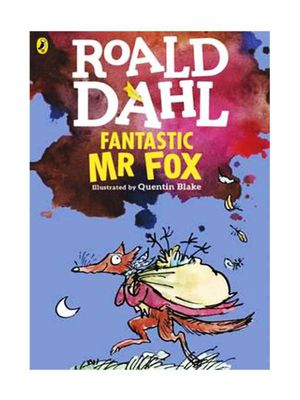 ROALD
DAHL
FANTASTIC
MR FOX
Illustrated by Quentin Blake